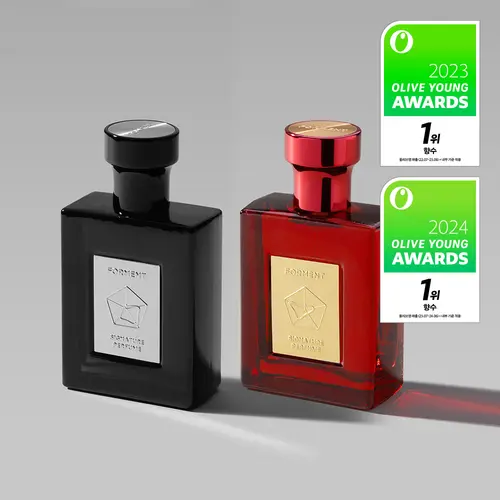 2023
OLIVE YOUNG
AWARDS
1위
향수
2024
OLIVE YOUNG
AWARDS
1위
향수
FORMENT
SIGNATURE
PERFUME
FORMENT
SIGNATURE
PERFUME